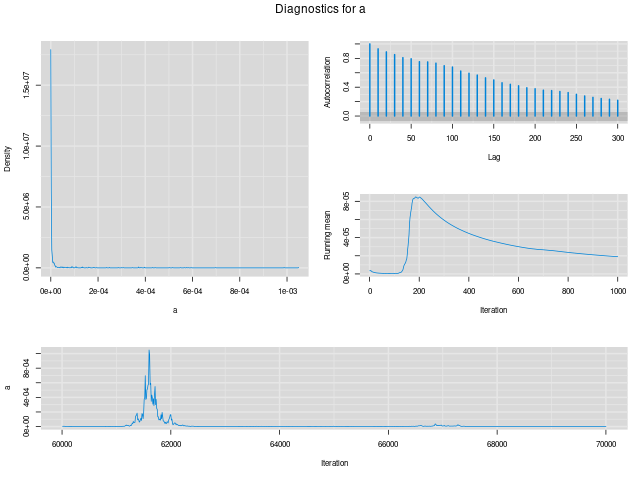 Diagnostics for a
Density
0.0e+00 5.0e+06 1.0e+07 1.5e+07
0e+00 2e-04 4e-04 6e-04 8e-04 1e-03
a
Autocorrelation
0.0 0.4 0.8
0 50 100 150 200 250 300
Lag
Running mean
0e+00 4e-05 8e-05
0 200 400 600 800 1000
Iteration
a
0e+00 4e-04 8e-04
60000 62000 64000 66000 68000 70000
Iteration